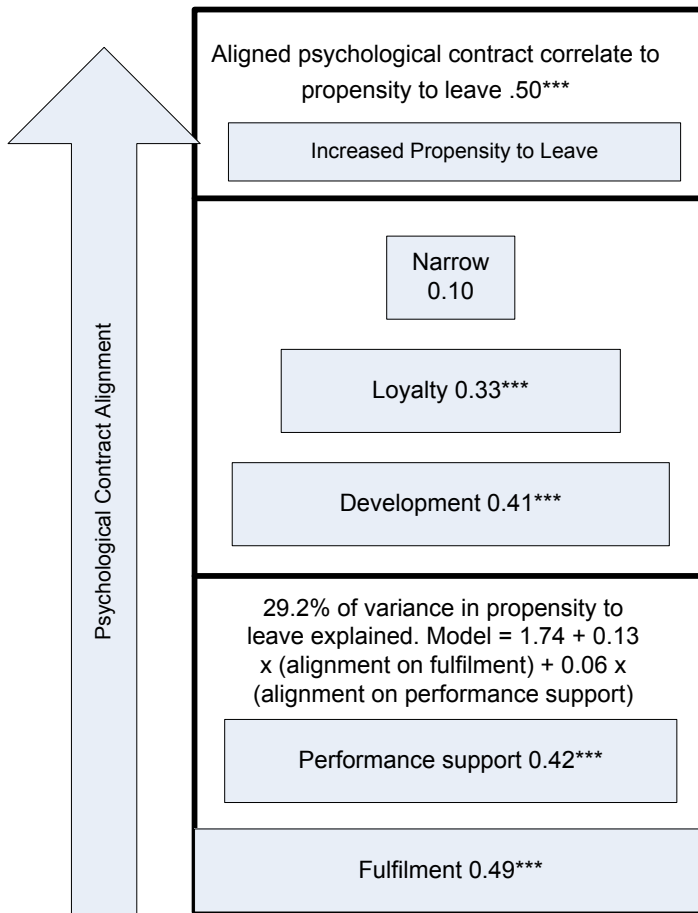 Aligned psychological contract correlate to
propensity to leave .50***
Increased Propensity to Leave
Narrow
0.10
Loyalty 0.33***
Development 0.41***
29.2% of variance in propensity to
leave explained. Model = 1.74 + 0.13
x (alignment on fulfilment) + 0.06 x
(alignment on performance support)
Performance support 0.42***
Fulfilment 0.49***
Psychological Contract Alignment